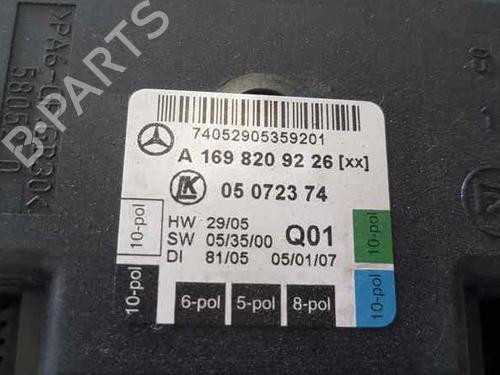 74052905359201
A 169 820 92 26 [xx]
LK
05 0723 74
HW 29/05
SW 05/35/00
Q01
DI 81/05 05/01/07
10-pol
10-pol
10-pol
10-pol
6-pol
5-pol
8-pol
B-PARTS